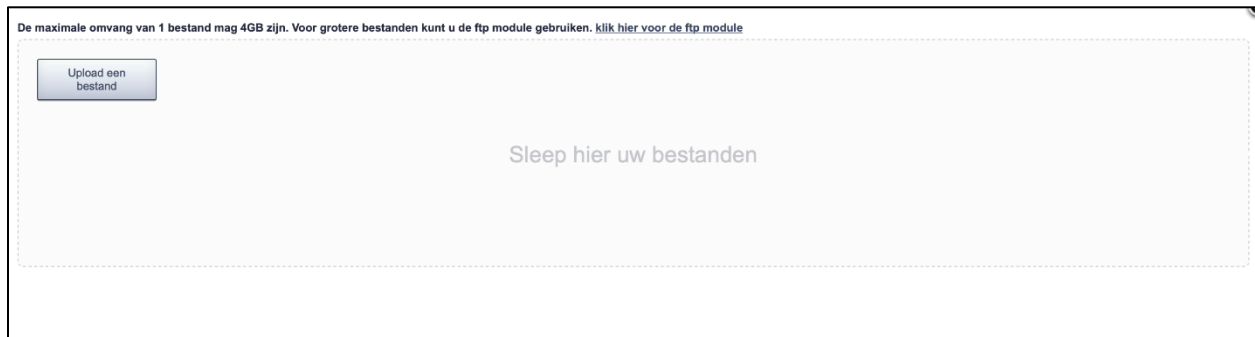 De maximale omvang van 1 bestand mag 4GB zijn. Voor grotere bestanden kunt u de ftp module gebruiken. klik hier voor de ftp module
Upload een
bestand
Sleep hier uw bestanden